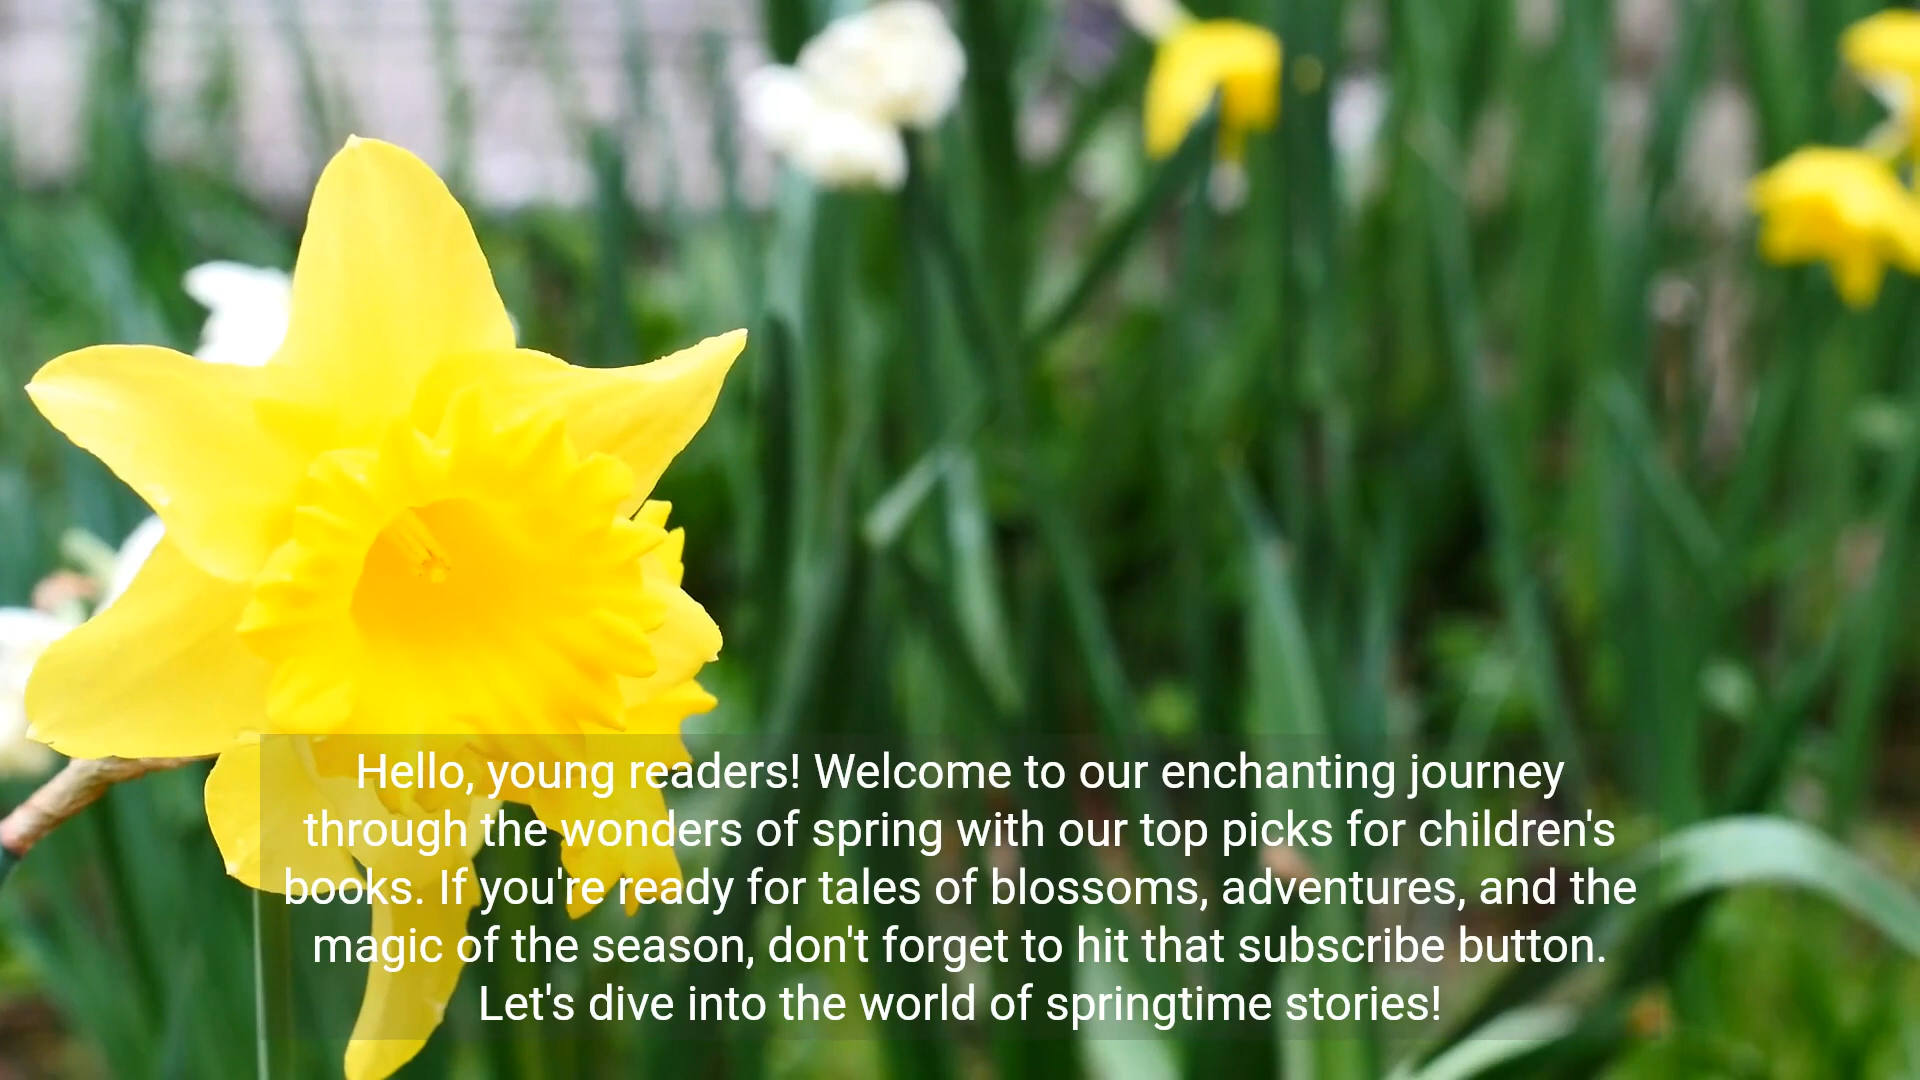 Hello, young readers! Welcome to our enchanting journey
through the wonders of spring with our top picks for children's
books. If you're ready for tales of blossoms, adventures, and the
magic of the season, don't forget to hit that subscribe button.
Let's dive into the world of springtime stories!